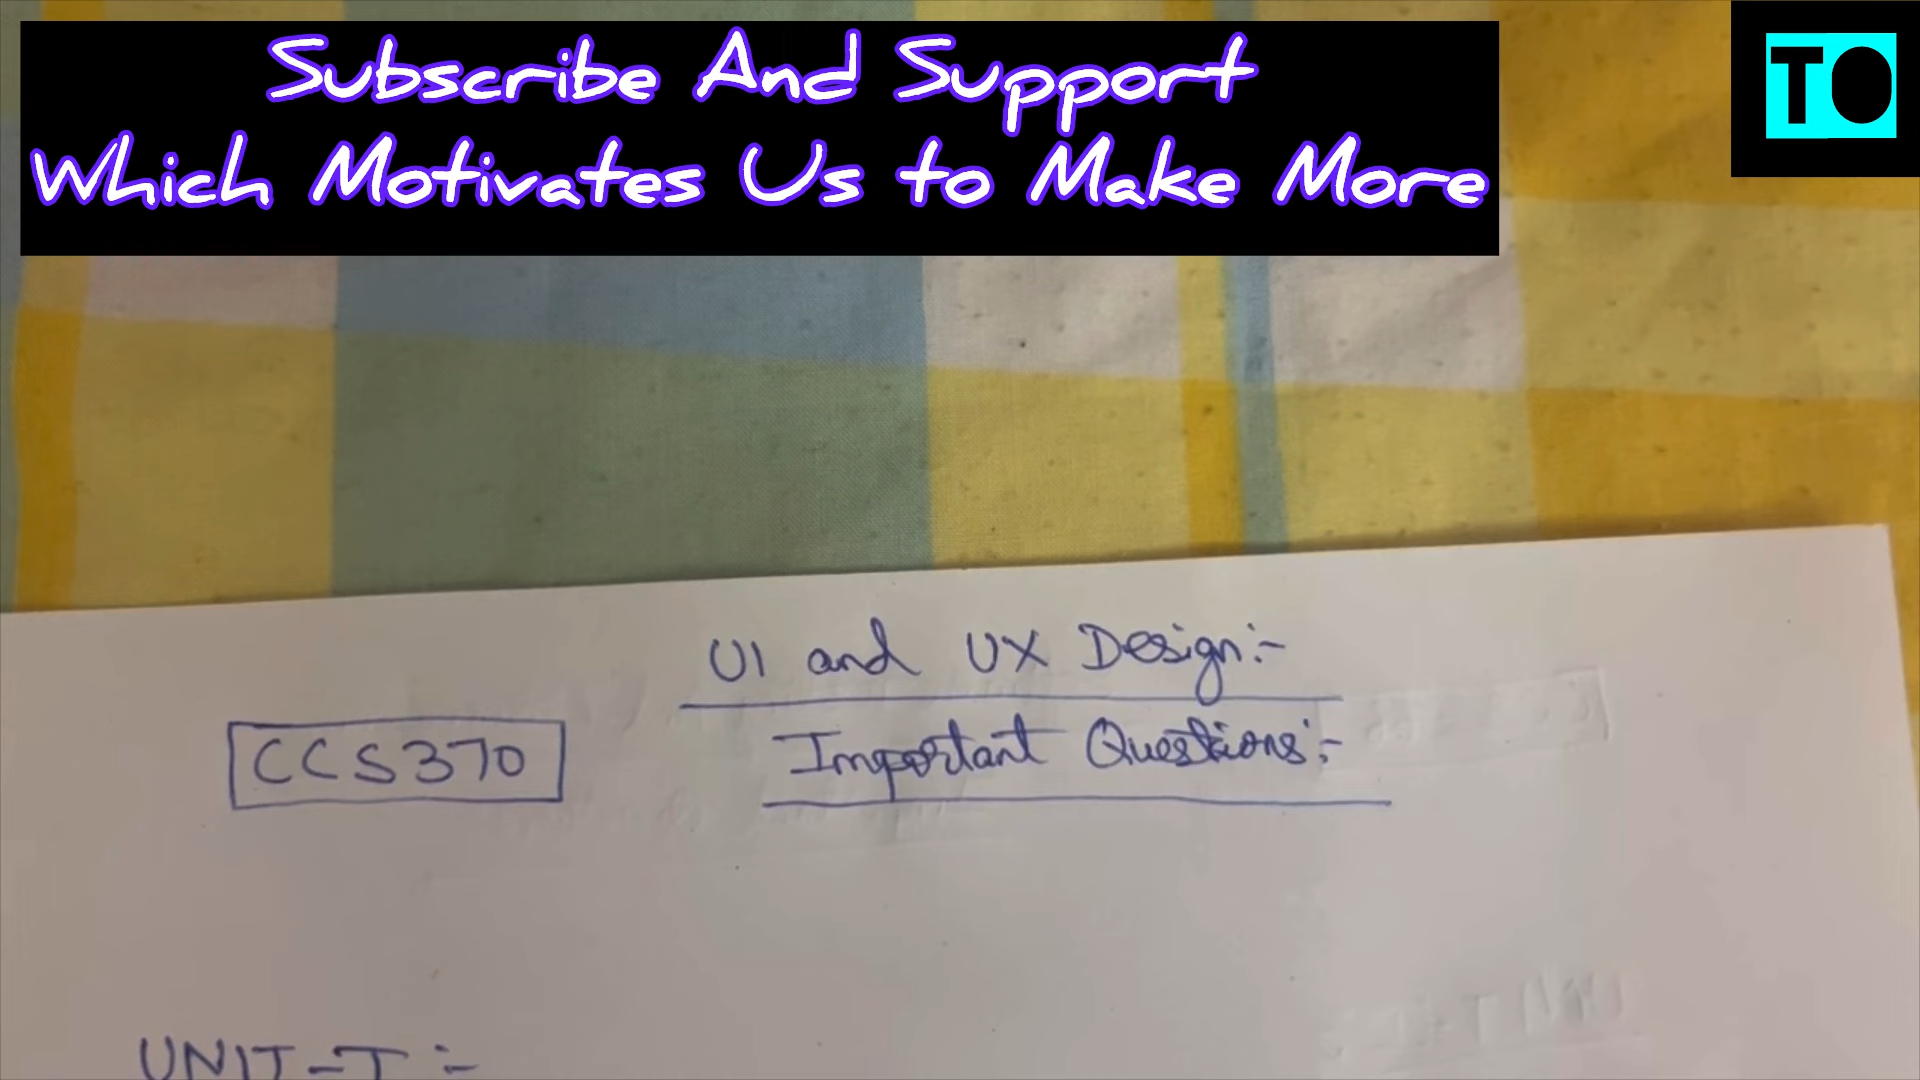 Subscribe And Support
Which Motivates Us to Make More
TO
UI and UX Design:-
CCS370
Important Questions:-
UNIT-I:-